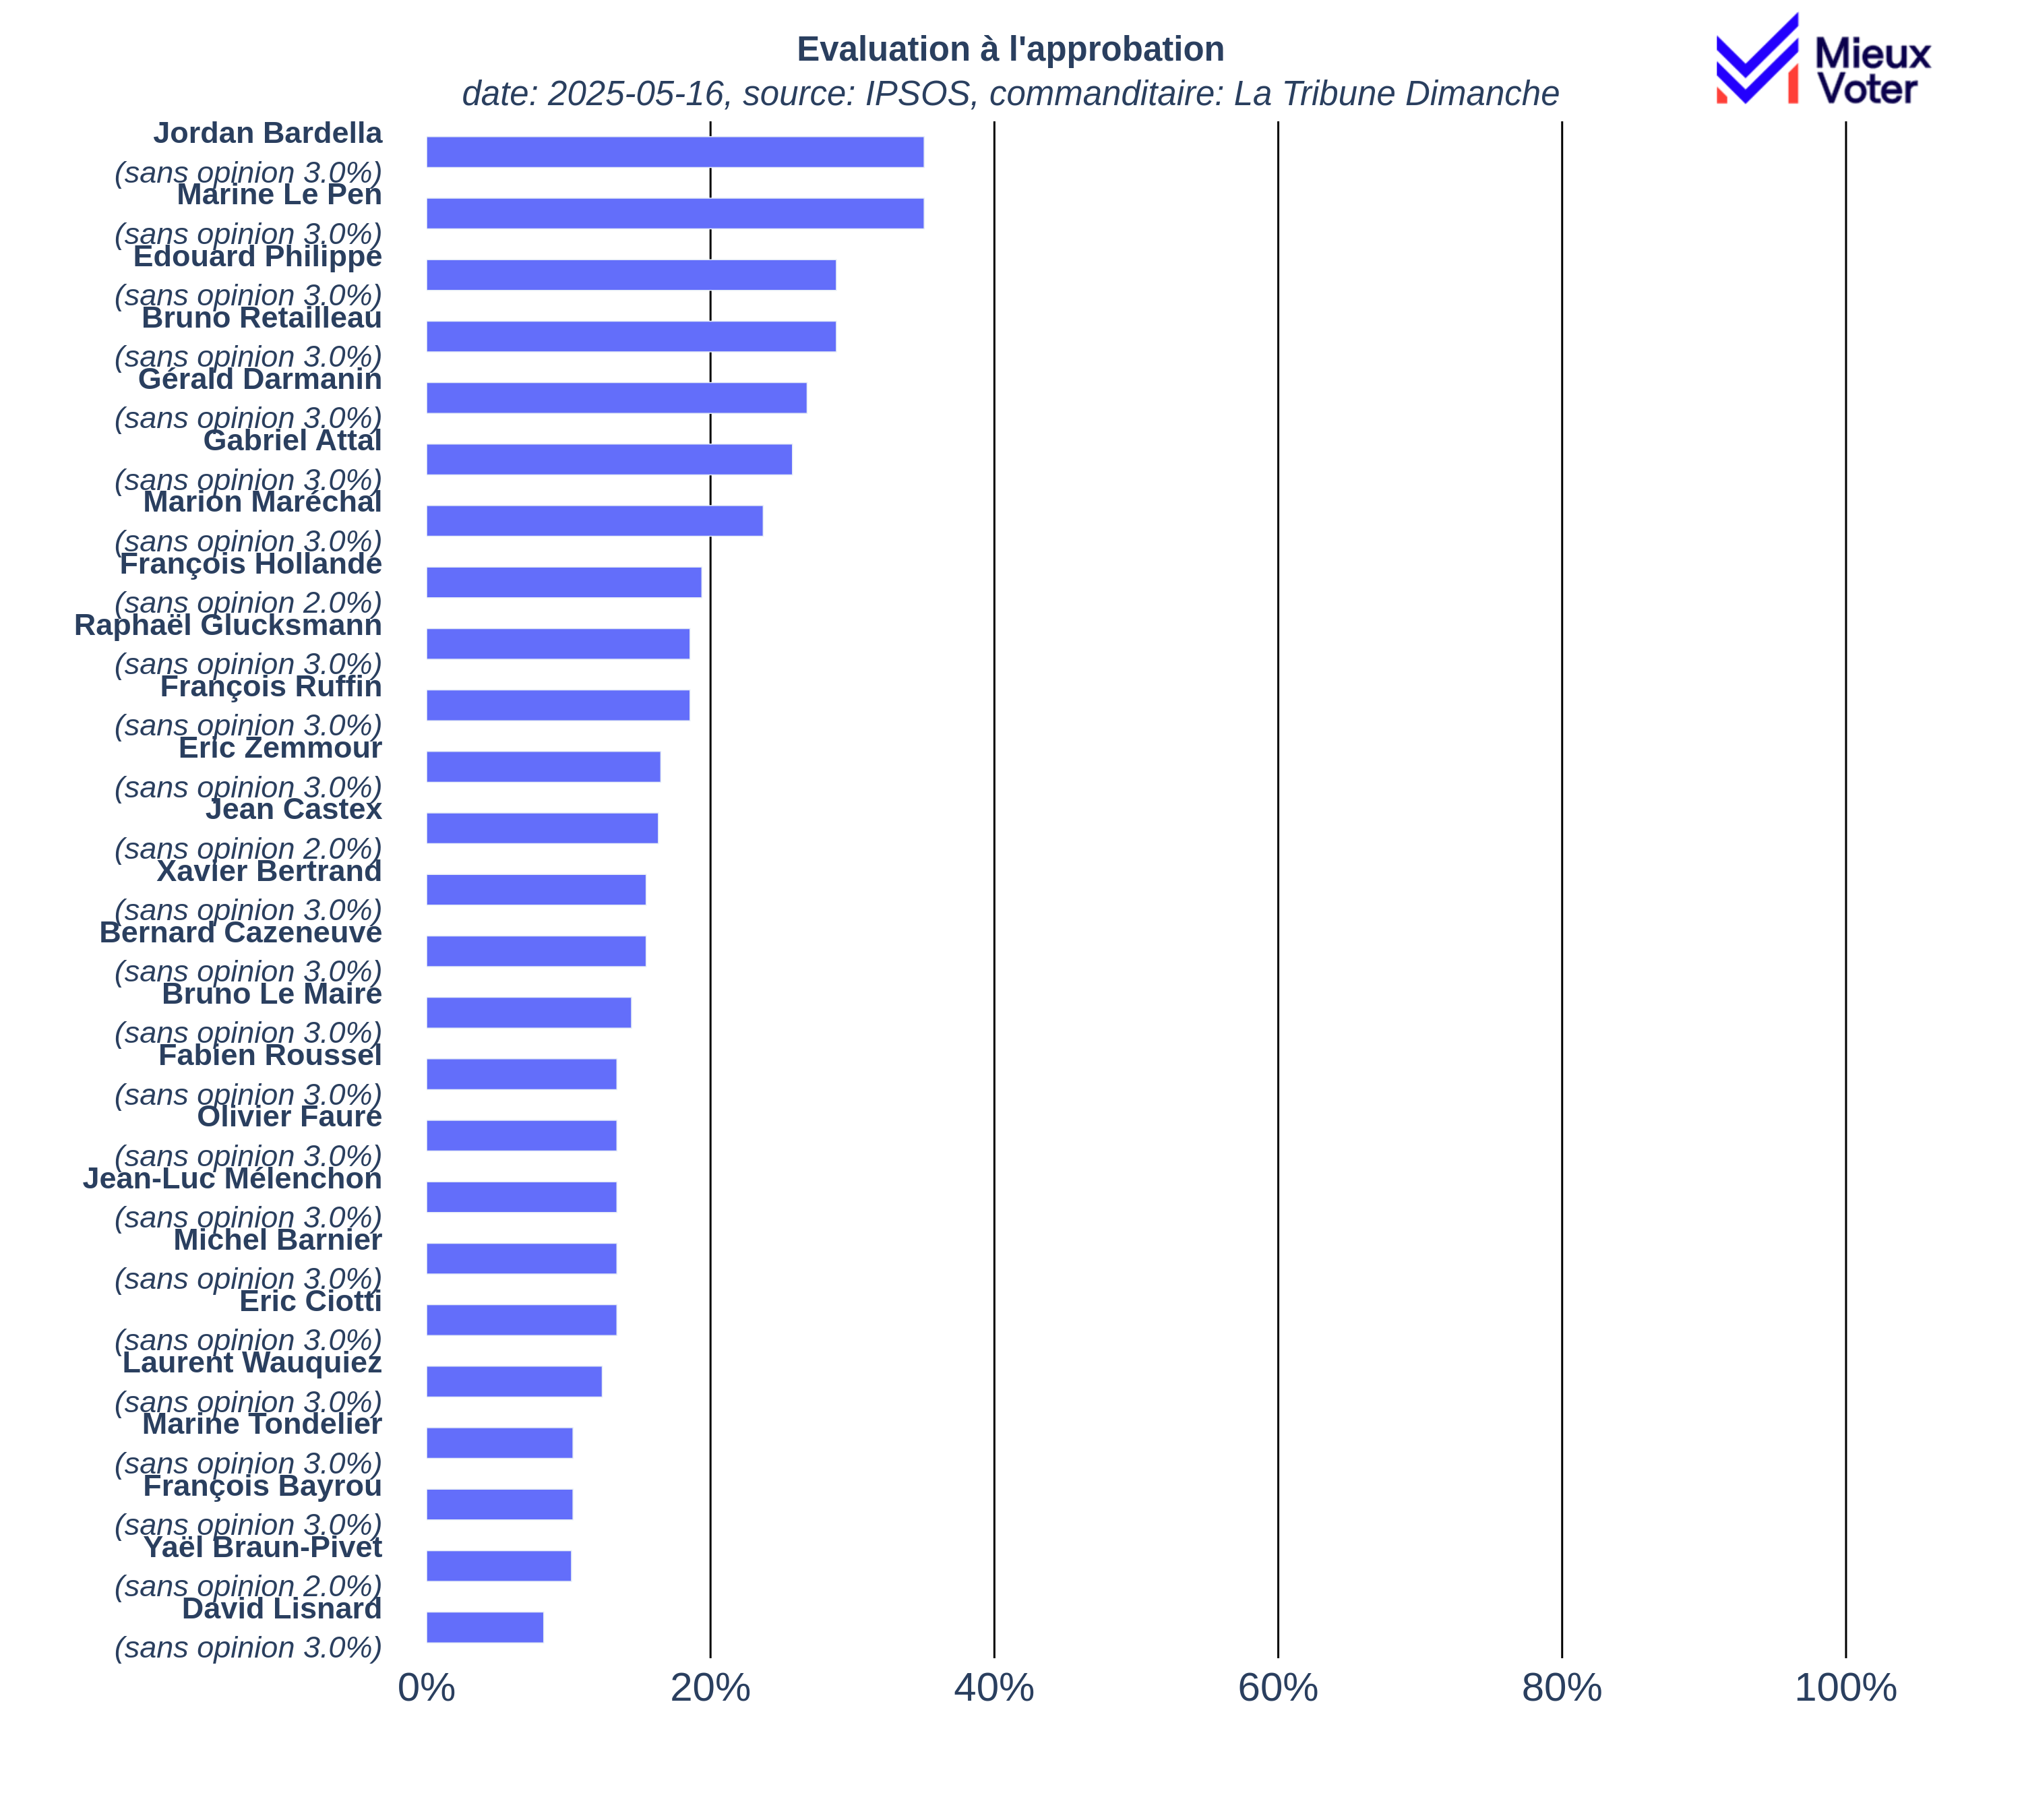 Evaluation à l'approbation
date: 2025-05-16, source: IPSOS, commanditaire: La Tribune Dimanche
Mieux
Voter
Jordan Bardella
(sans opinion 3.0%)
Marine Le Pen
(sans opinion 3.0%)
Edouard Philippe
(sans opinion 3.0%)
Bruno Retailleau
(sans opinion 3.0%)
Gérald Darmanin
(sans opinion 3.0%)
Gabriel Attal
(sans opinion 3.0%)
Marion Maréchal
(sans opinion 3.0%)
François Hollande
(sans opinion 2.0%)
Raphaël Glucksmann
(sans opinion 3.0%)
François Ruffin
(sans opinion 3.0%)
Eric Zemmour
(sans opinion 3.0%)
Jean Castex
(sans opinion 2.0%)
Xavier Bertrand
(sans opinion 3.0%)
Bernard Cazeneuve
(sans opinion 3.0%)
Bruno Le Maire
(sans opinion 3.0%)
Fabien Roussel
(sans opinion 3.0%)
Olivier Faure
(sans opinion 3.0%)
Jean-Luc Mélenchon
(sans opinion 3.0%)
Michel Barnier
(sans opinion 3.0%)
Eric Ciotti
(sans opinion 3.0%)
Laurent Wauquiez
(sans opinion 3.0%)
Marine Tondelier
(sans opinion 3.0%)
François Bayrou
(sans opinion 3.0%)
Yaël Braun-Pivet
(sans opinion 2.0%)
David Lisnard
(sans opinion 3.0%)
0% 20% 40% 60% 80% 100%